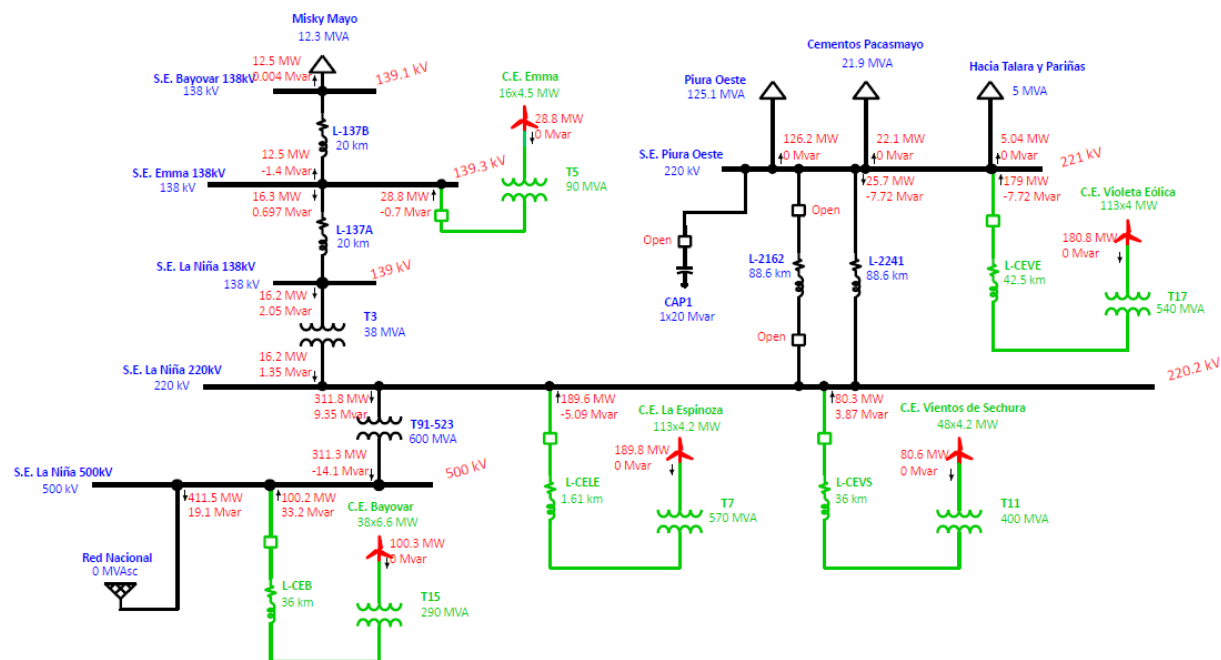 Misky Mayo
12.3 MVA
12.5 MW
0.004 Mvar
139.1 kV
S.E. Bayovar 138kV
138 kV
L-137B
20 km
12.5 MW
-1.4 Mvar
S.E. Emma 138kV
138 kV
16.3 MW
0.697 Mvar
139.3 kV
28.8 MW
-0.7 Mvar
C.E. Emma
16x4.5 MW
28.8 MW
0 Mvar
T5
90 MVA
L-137A
20 km
S.E. La Niña 138kV
138 kV
139 kV
16.2 MW
2.05 Mvar
T3
38 MVA
16.2 MW
1.35 Mvar
S.E. La Niña 220kV
220 kV
220.2 kV
311.8 MW
9.35 Mvar
T91-523
600 MVA
311.3 MW
-14.1 Mvar
S.E. La Niña 500kV
500 kV
500 kV
411.5 MW
19.1 Mvar
100.2 MW
33.2 Mvar
Red Nacional
0 MVAsc
C.E. Bayovar
38x6.6 MW
100.3 MW
0 Mvar
L-CEB
36 km
T15
290 MVA
189.6 MW
-5.09 Mvar
C.E. La Espinoza
113x4.2 MW
189.8 MW
0 Mvar
L-CELE
1.61 km
T7
570 MVA
80.3 MW
3.87 Mvar
C.E. Vientos de Sechura
48x4.2 MW
80.6 MW
0 Mvar
L-CEVS
36 km
T11
400 MVA
Piura Oeste
125.1 MVA
Cementos Pacasmayo
21.9 MVA
Hacia Talara y Pariñas
5 MVA
126.2 MW
0 Mvar
22.1 MW
0 Mvar
5.04 MW
0 Mvar
S.E. Piura Oeste
220 kV
221 kV
25.7 MW
-7.72 Mvar
179 MW
-7.72 Mvar
Open
Open
Open
CAP1
1x20 Mvar
L-2162
88.6 km
L-2241
88.6 km
L-CEVE
42.5 km
C.E. Violeta Eólica
113x4 MW
180.8 MW
0 Mvar
T17
540 MVA